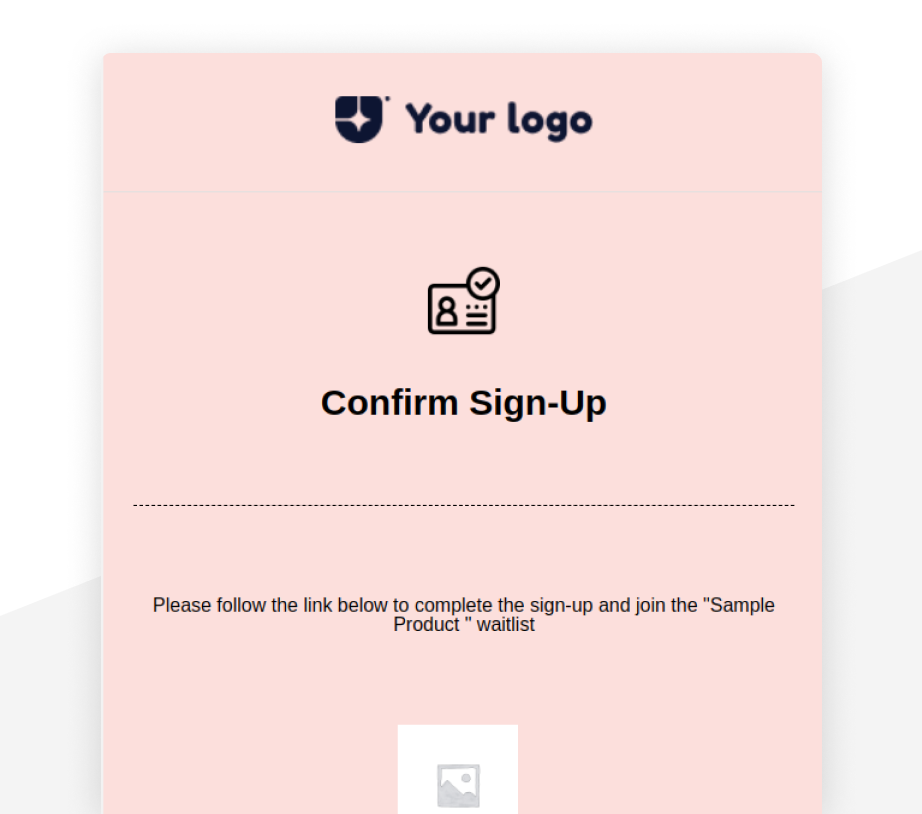 Your logo
Confirm Sign-Up
Please follow the link below to complete the sign-up and join the "Sample
Product " waitlist